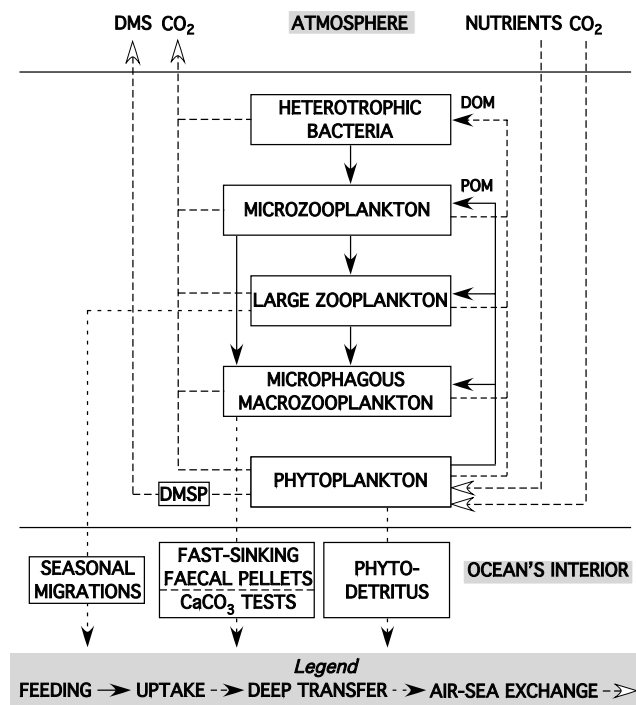 DMS CO₂ ATMOSPHERE NUTRIENTS CO₂
HETEROTROPHIC
BACTERIA
DOM
MICROZOOPLANKTON
POM
LARGE ZOOPLANKTON
MICROPHAGOUS
MACROZOOPLANKTON
PHYTOPLANKTON
DMSP
SEASONAL
MIGRATIONS
FAST-SINKING
FAECAL PELLETS
CaCO₃ TESTS
PHYTO-
DETRITUS
OCEAN'S INTERIOR
Legend
FEEDING UPTAKE DEEP TRANSFER AIR-SEA EXCHANGE